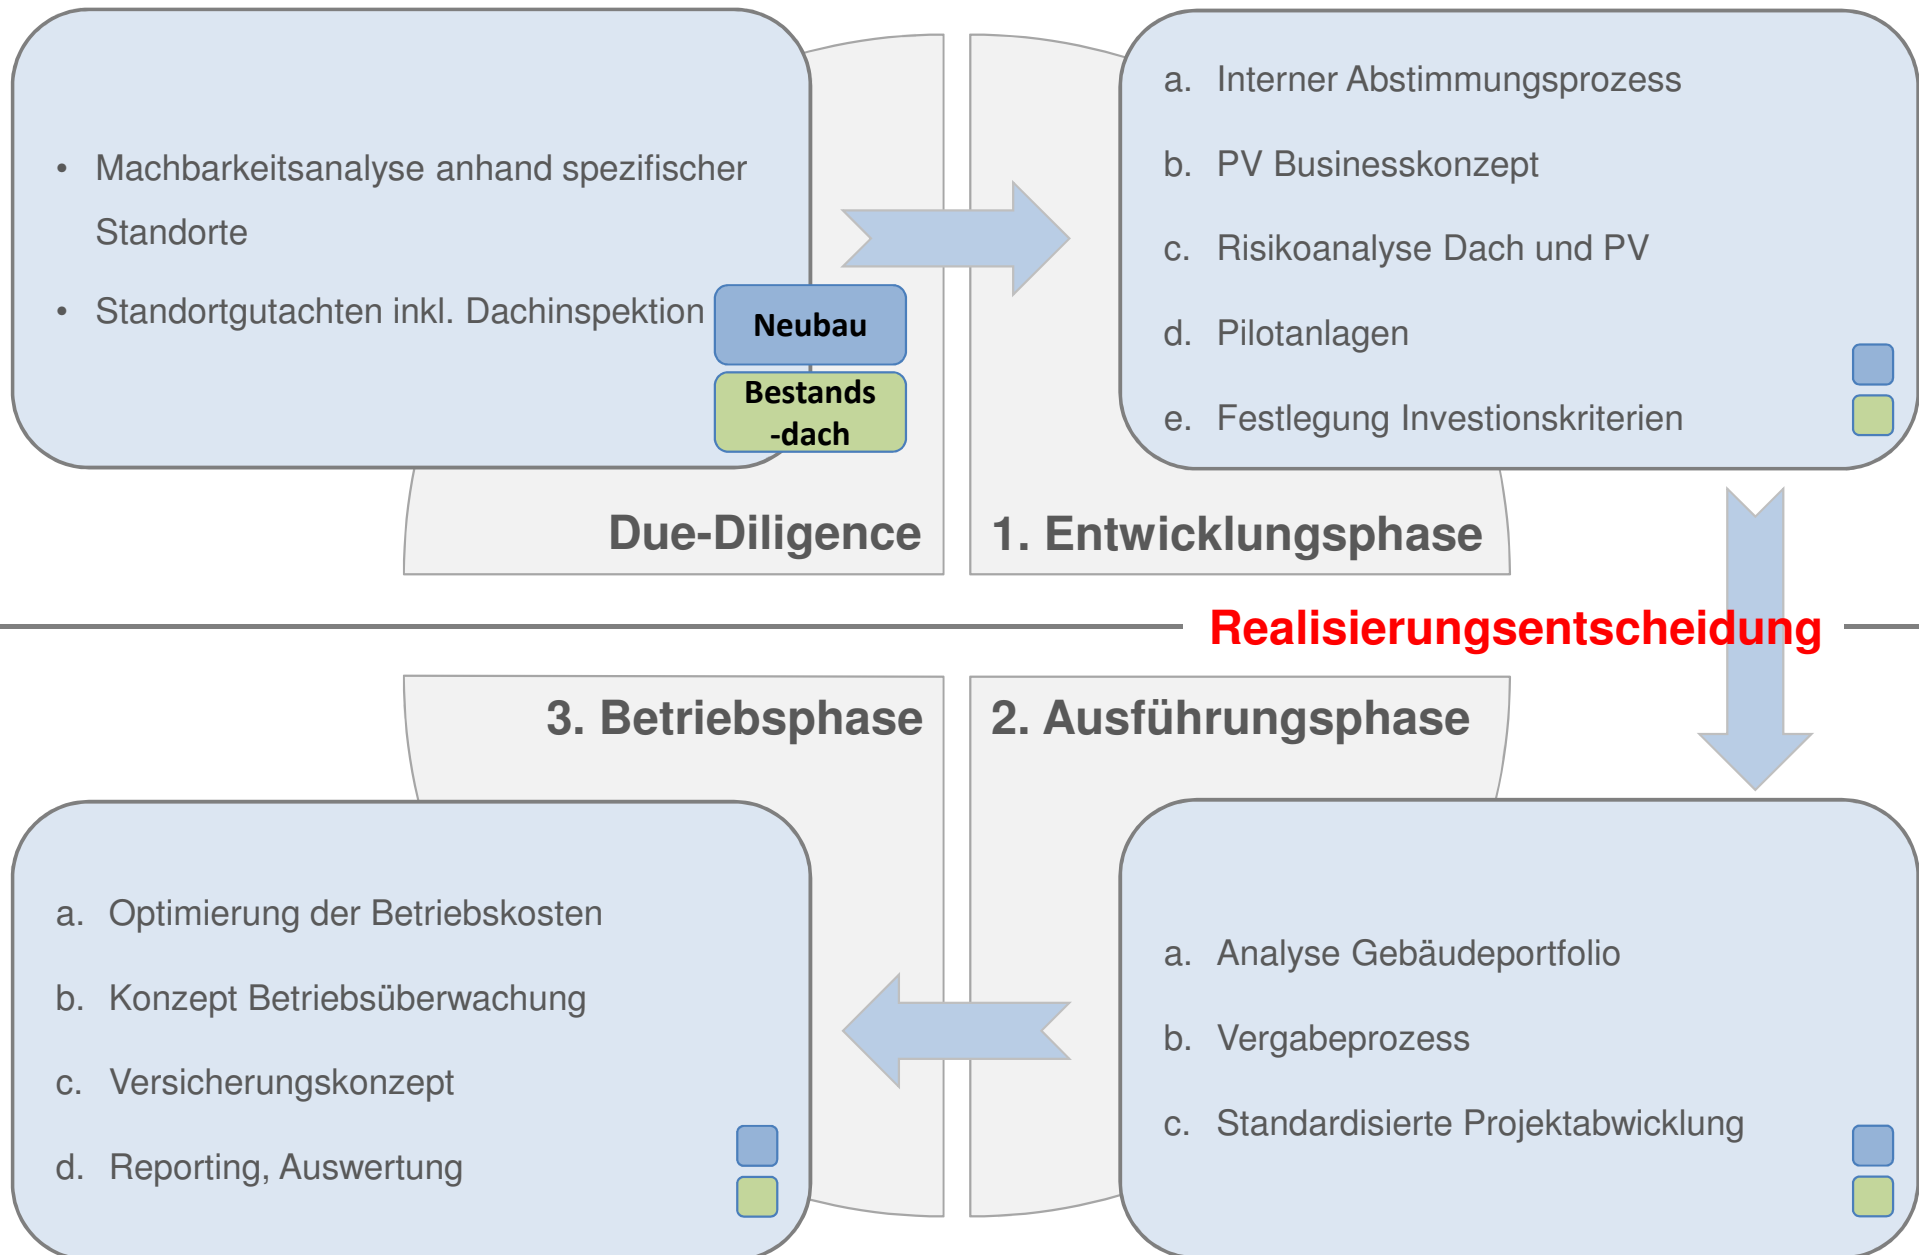 • Machbarkeitsanalyse anhand spezifischer
Standorte
• Standortgutachten inkl. Dachinspektion
Neubau
Bestands
-dach
Due-Diligence
a. Interner Abstimmungsprozess
b. PV Businesskonzept
c. Risikoanalyse Dach und PV
d. Pilotanlagen
e. Festlegung Investionskriterien
1. Entwicklungsphase
Realisierungsentscheidung
3. Betriebsphase
a. Optimierung der Betriebskosten
b. Konzept Betriebsüberwachung
c. Versicherungskonzept
d. Reporting, Auswertung
2. Ausführungsphase
a. Analyse Gebäudeportfolio
b. Vergabeprozess
c. Standardisierte Projektabwicklung